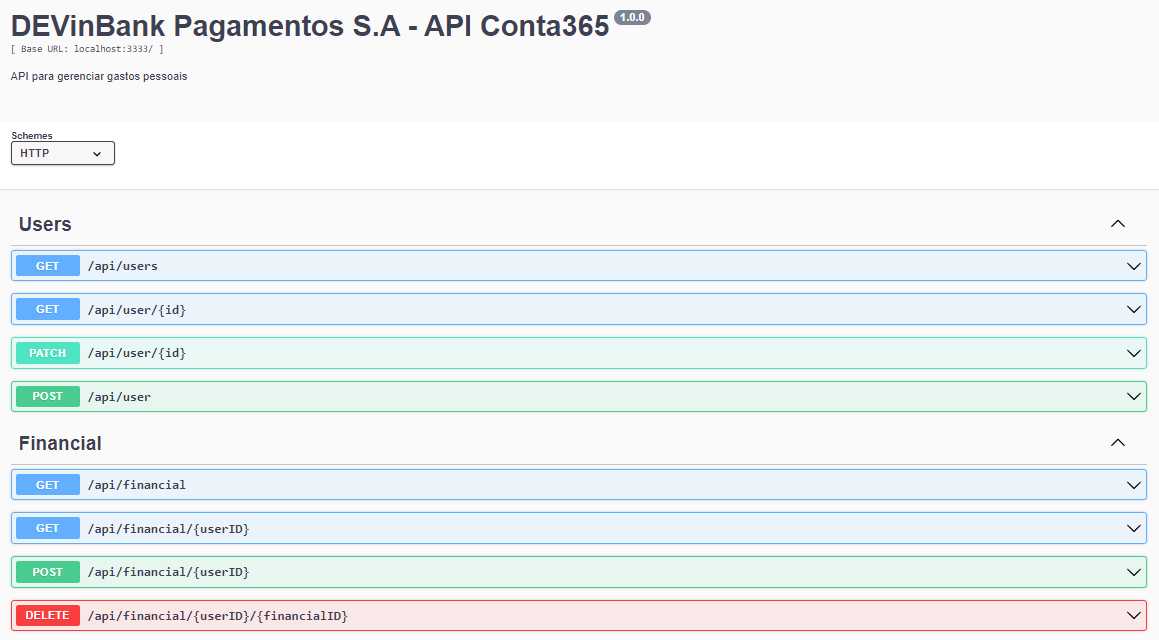 DEVinBank Pagamentos S.A - API Conta365 1.0.0
[ Base URL: localhost:3333/ ]
API para gerenciar gastos pessoais
Schemes
HTTP
Users
GET /api/users
GET /api/user/{id}
PATCH /api/user/{id}
POST /api/user
Financial
GET /api/financial
GET /api/financial/{userID}
POST /api/financial/{userID}
DELETE /api/financial/{userID}/{financialID}